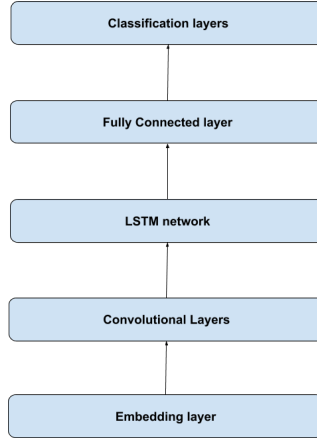 Classification layers
Fully Connected layer
LSTM network
Convolutional Layers
Embedding layer